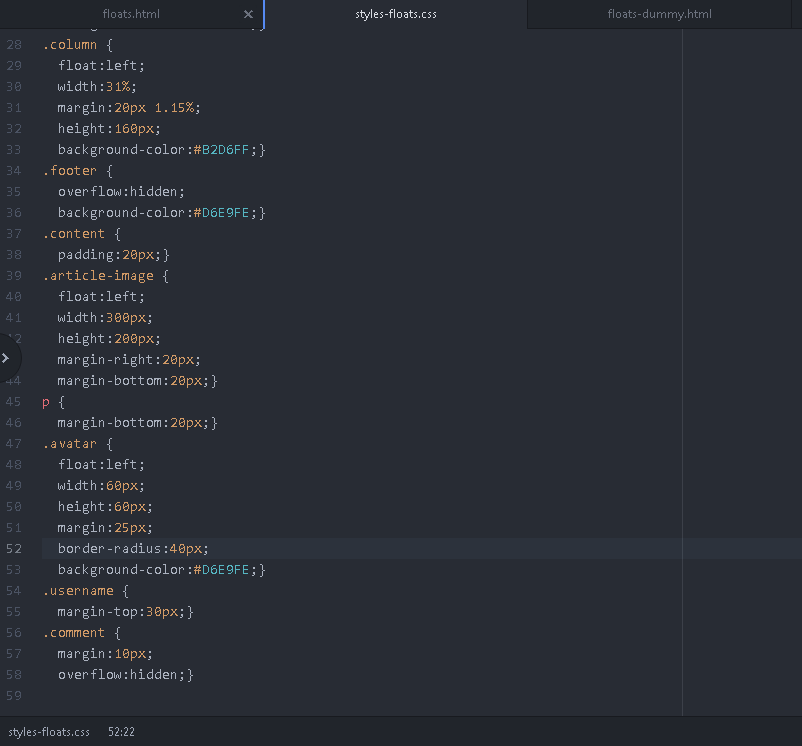 floats.html
styles-floats.css
floats-dummy.html
28 .column {
29 float:left;
30 width:31%;
31 margin:20px 1.15%;
32 height:160px;
33 background-color:#B2D6FF;}
34 .footer {
35 overflow:hidden;
36 background-color:#D6E9FE;}
37 .content {
38 padding:20px;}
39 .article-image {
40 float:left;
41 width:300px;
42 height:200px;
margin-right:20px;
44 margin-bottom:20px;}
45 p {
46 margin-bottom:20px;}
47 .avatar {
48 float:left;
49 width:60px;
50 height:60px;
51 margin:25px;
52 border-radius:40px;
53 background-color:#D6E9FE;}
54 .username {
55 margin-top:30px;}
56 .comment {
57 margin:10px;
58 overflow:hidden;}
59
styles-floats.css 52:22